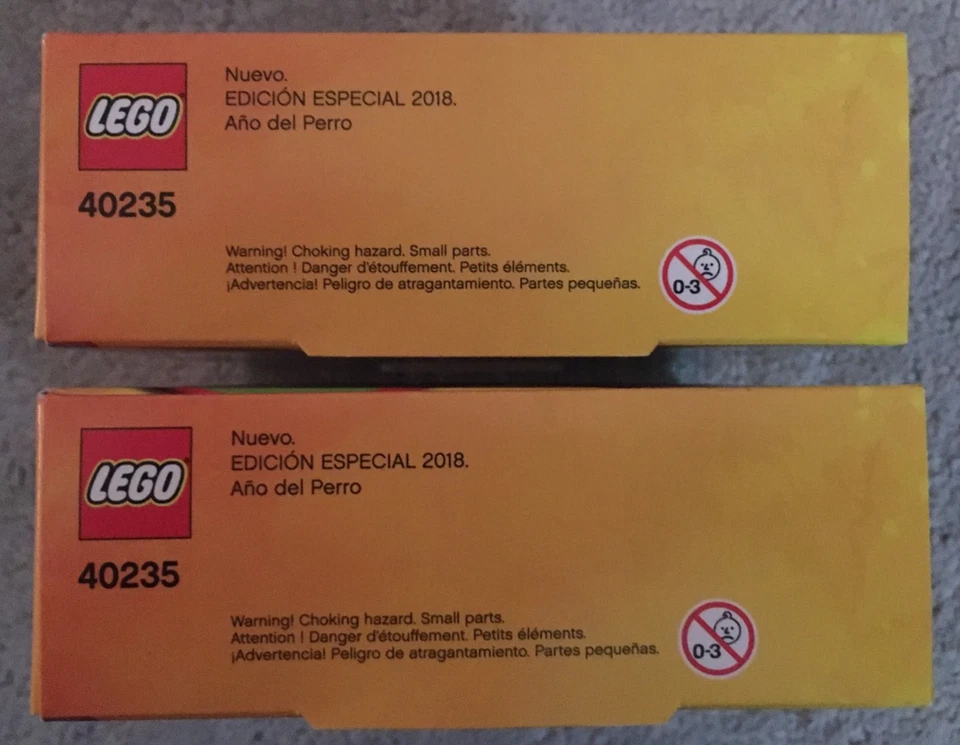 LEGO
40235
Nuevo.
EDICIÓN ESPECIAL 2018.
Año del Perro
Warning! Choking hazard. Small parts.
Attention ! Danger d'étouffement. Petits éléments.
¡Advertencia! Peligro de atragantamiento. Partes pequeñas.
0-3
LEGO
40235
Nuevo.
EDICIÓN ESPECIAL 2018.
Año del Perro
Warning! Choking hazard. Small parts.
Attention ! Danger d'étouffement. Petits éléments.
¡Advertencia! Peligro de atragantamiento. Partes pequeñas.
0-3